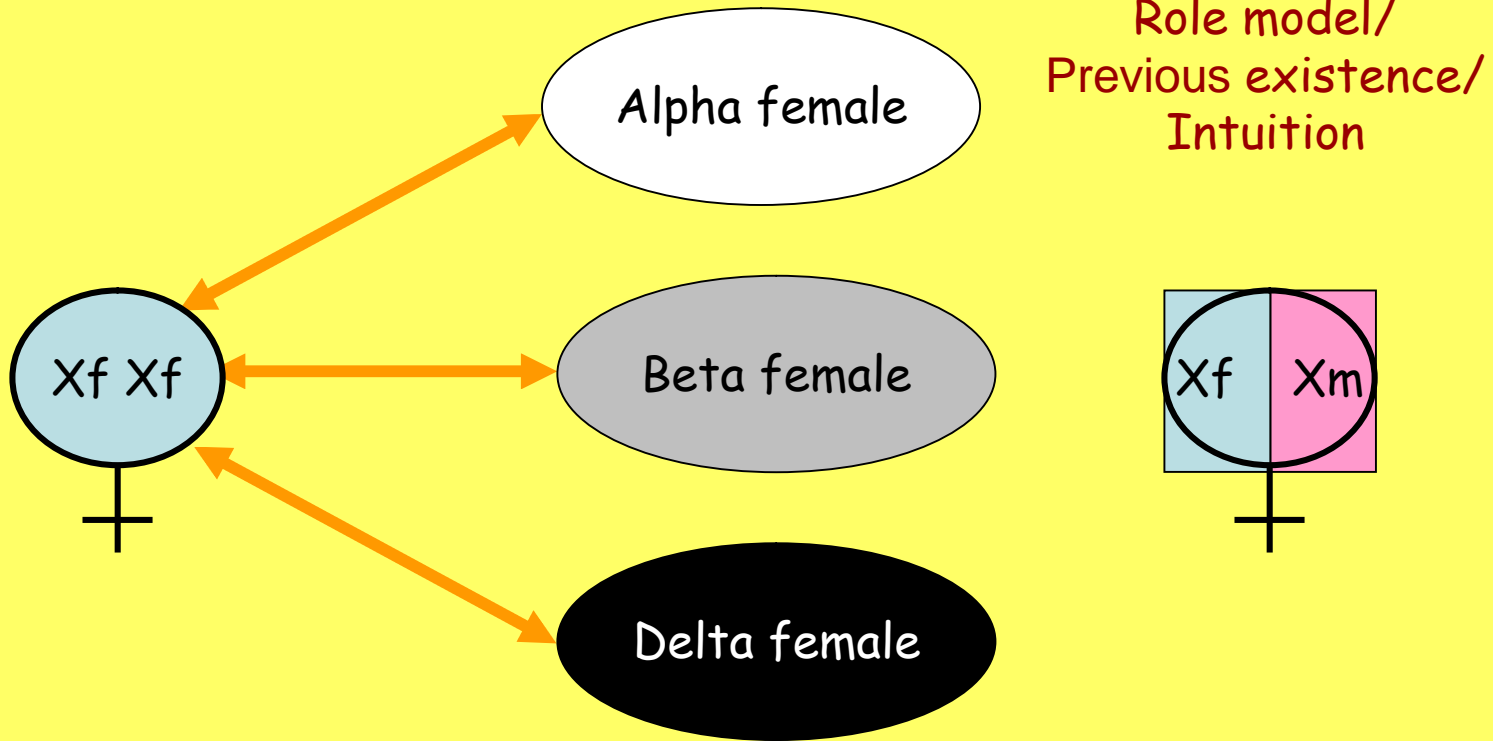 Role model/
Previous existence/
Intuition
Alpha female
Xf Xf
Beta female
Xf Xm
Delta female